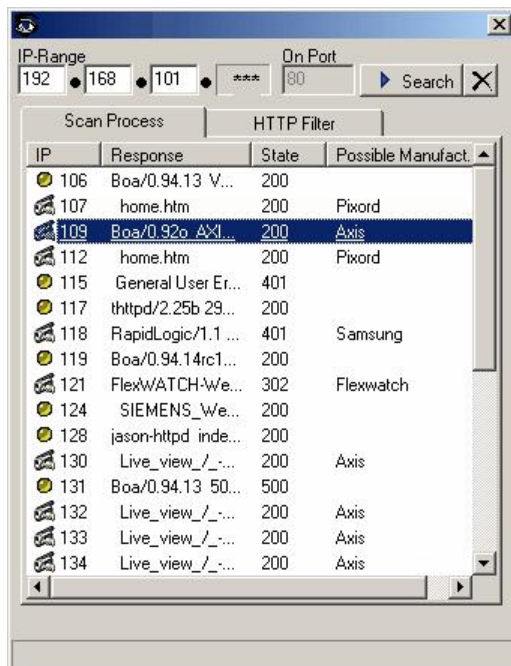 IP-Range On Port
192 168 101 *** 80 Search
Scan Process HTTP Filter
IP Response State Possible Manufact.
106 Boa/0.94.13 V... 200
107 home.htm 200 Pixord
109 Boa/0.92o AXI... 200 Axis
112 home.htm 200 Pixord
115 General User Er... 401
117 thttpd/2.25b 29... 200
118 RapidLogic/1.1 ... 401 Samsung
119 Boa/0.94.14rc1... 200
121 FlexWATCH-We... 302 Flexwatch
124 SIEMENS_We... 200
128 jason-httpd inde... 200
130 Live_view_/_-... 200 Axis
131 Boa/0.94.13 50... 500
132 Live_view_/_-... 200 Axis
133 Live_view_/_-... 200 Axis
134 Live_view_/_-... 200 Axis